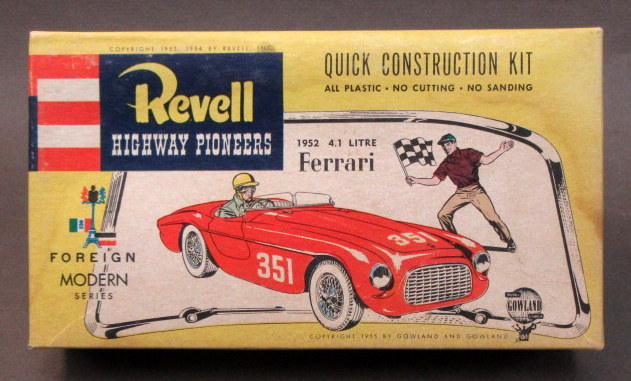 COPYRIGHT 1953, 1954 BY REVELL INC.
Revell
HIGHWAY PIONEERS
QUICK CONSTRUCTION KIT
ALL PLASTIC · NO CUTTING · NO SANDING
1952 4.1 LITRE
Ferrari
351
351
FOREIGN
MODERN
SERIES
GOWLAND
COPYRIGHT 1955 BY GOWLAND AND GOWLAND